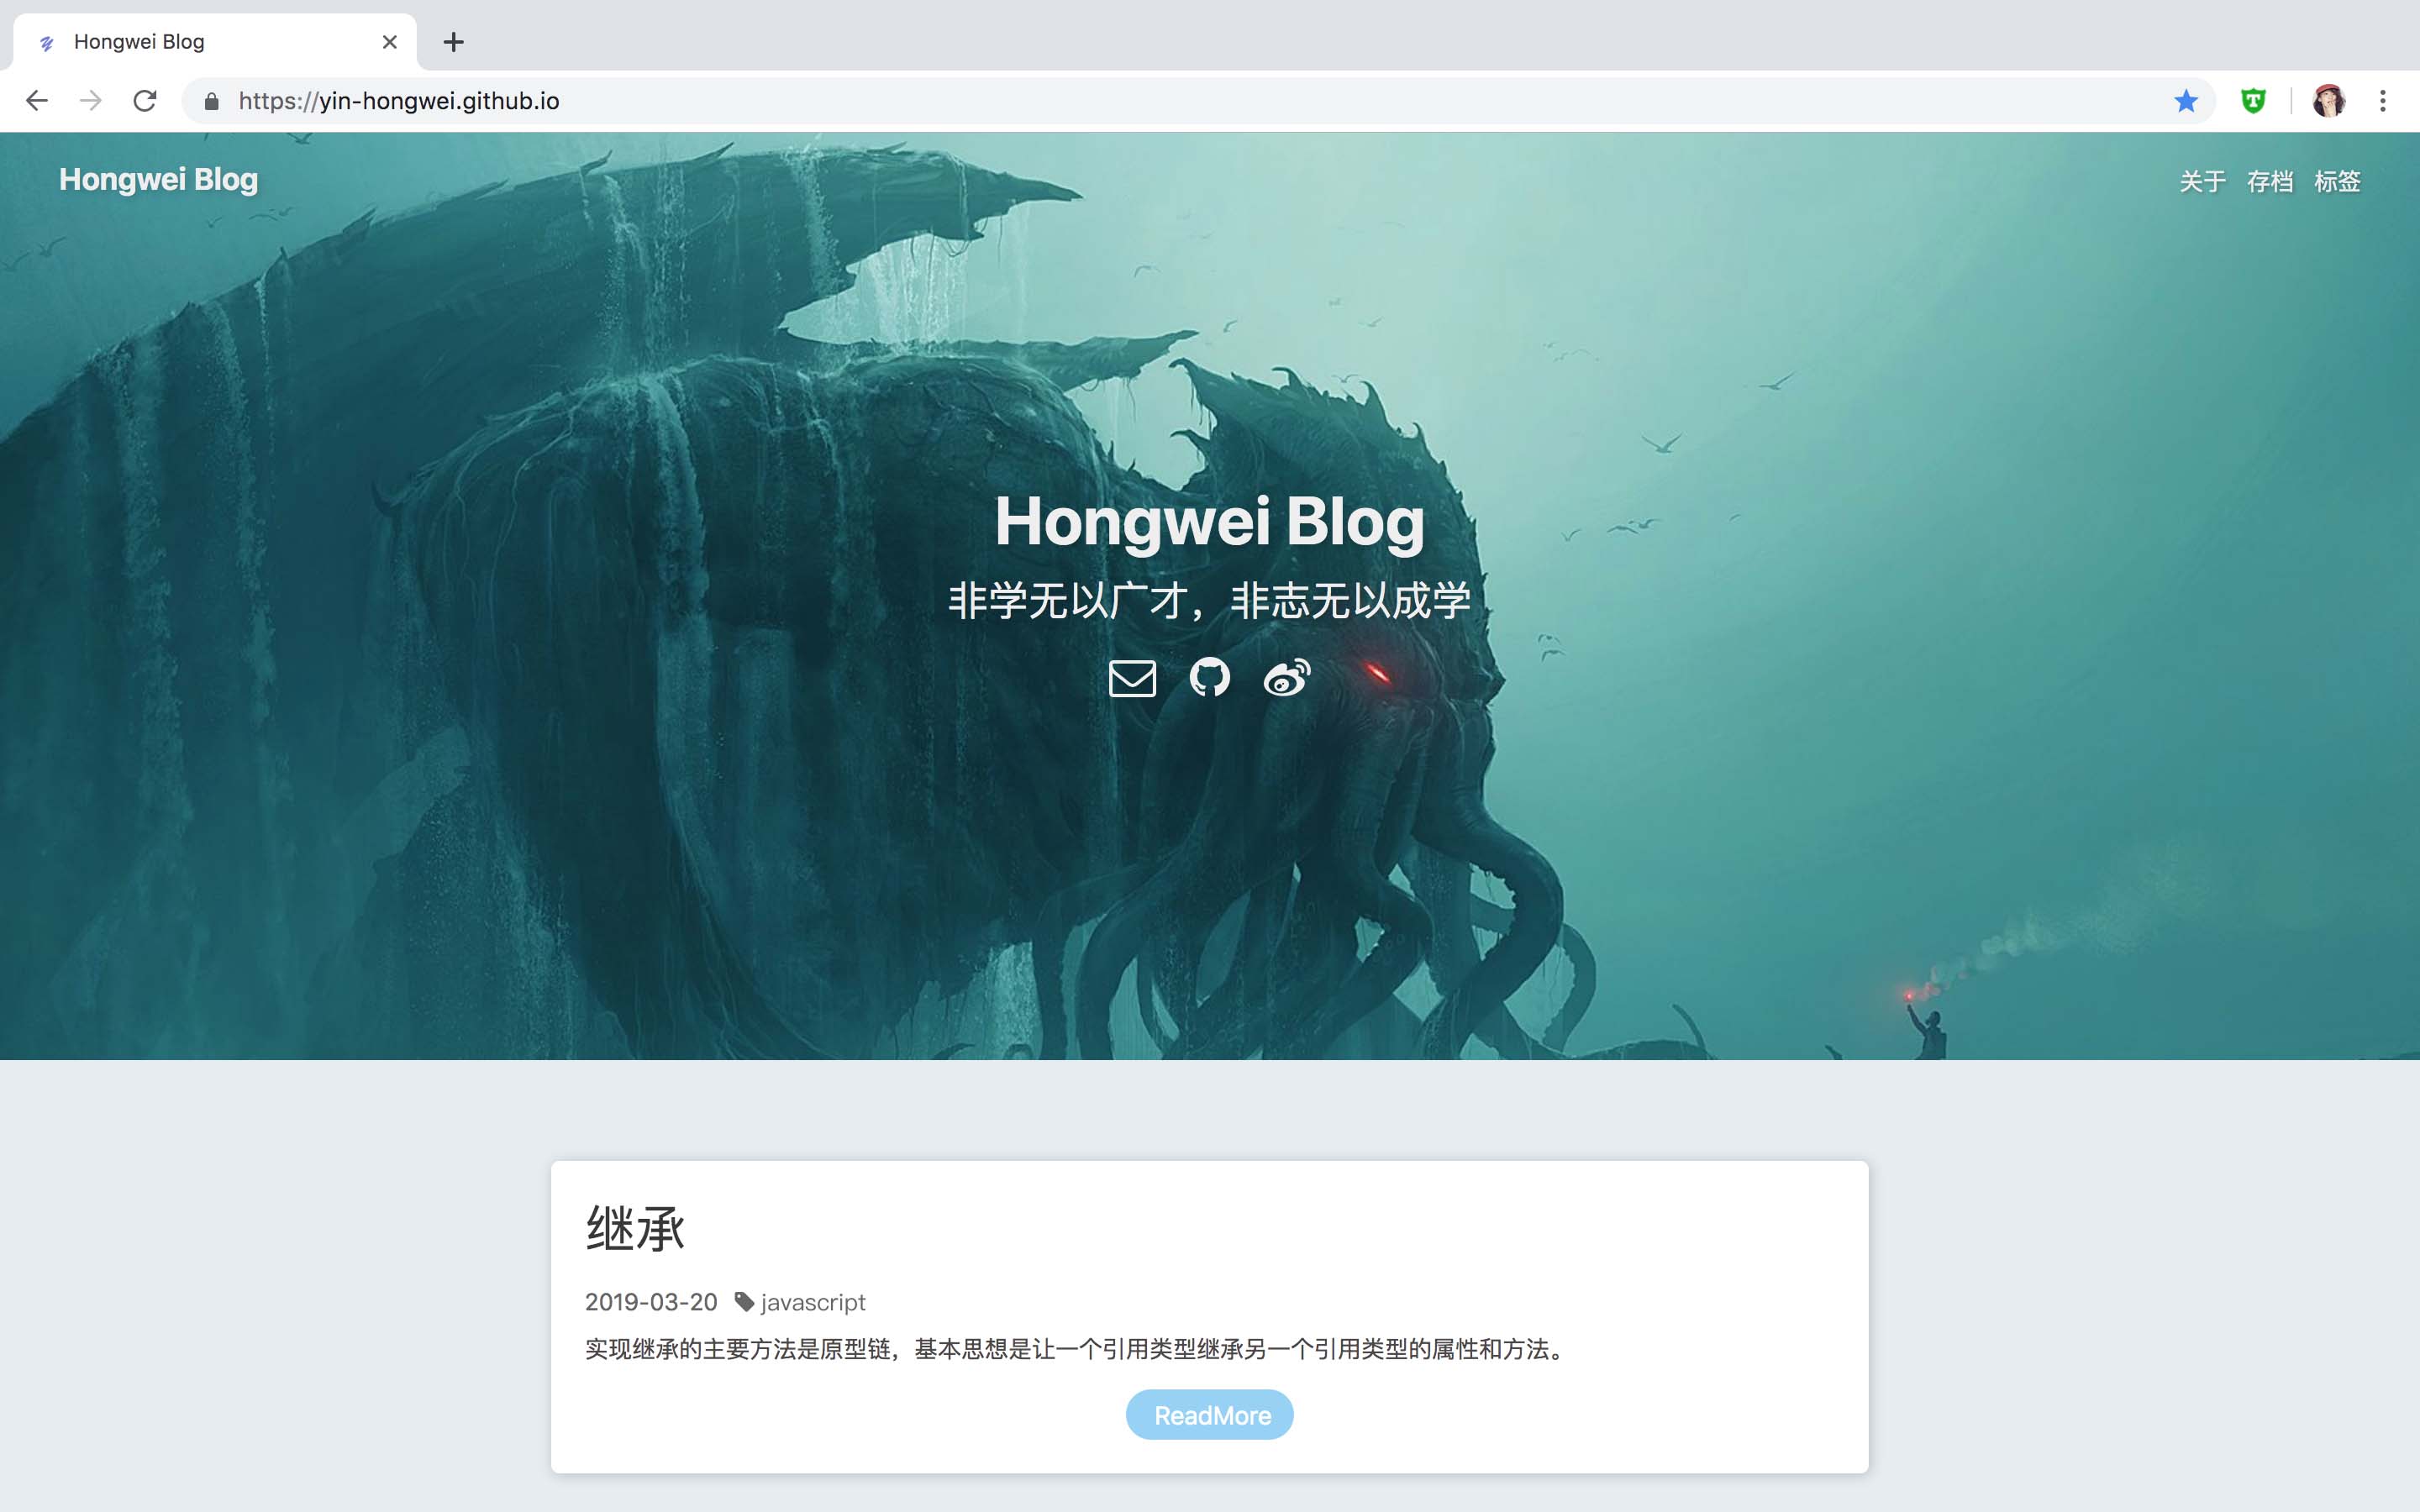 Hongwei Blog
https://yin-hongwei.github.io
Hongwei Blog
关于 存档 标签
Hongwei Blog
非学无以广才，非志无以成学
继承
2019-03-20 javascript
实现继承的主要方法是原型链，基本思想是让一个引用类型继承另一个引用类型的属性和方法。
ReadMore